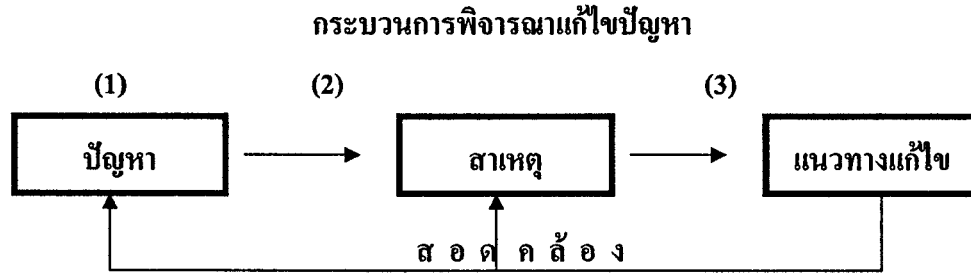 กระบวนการพิจารณาแก้ไขปัญหา
(1) (2) (3)
ปัญหา สาเหตุ แนวทางแก้ไข
ส อ ด ค ล้ อ ง